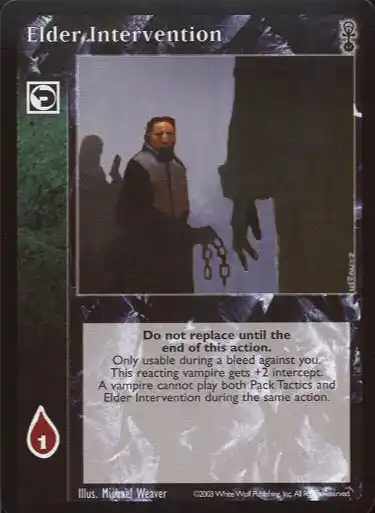 Elder Intervention
Do not replace until the
end of this action.
Only usable during a bleed against you.
This reacting vampire gets +2 intercept.
A vampire cannot play both Pack Tactics and
Elder Intervention during the same action.
1
Illus. Michael Weaver ©2003 White Wolf Publishing, Inc. All Rights Reserved.